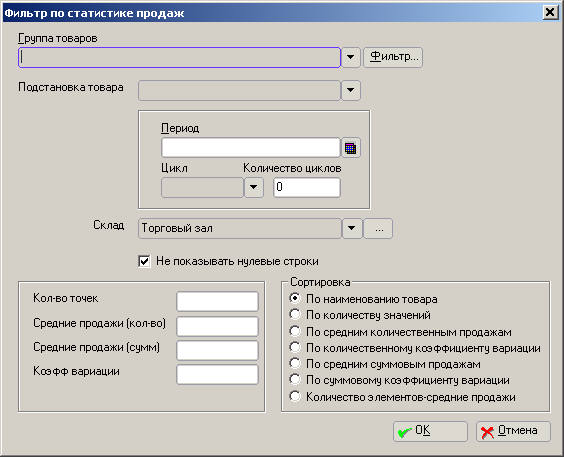 Фильтр по статистике продаж
Группа товаров
Фильтр...
Подстановка товара
Период
Цикл Количество циклов
0
Склад Торговый зал ...
Не показывать нулевые строки
Кол-во точек
Средние продажи (кол-во)
Средние продажи (сумм)
Коэфф вариации
Сортировка
По наименованию товара
По количеству значений
По средним количественным продажам
По количественному коэффициенту вариации
По средним суммовым продажам
По суммовому коэффициенту вариации
Количество элементов-средние продажи
OK Отмена